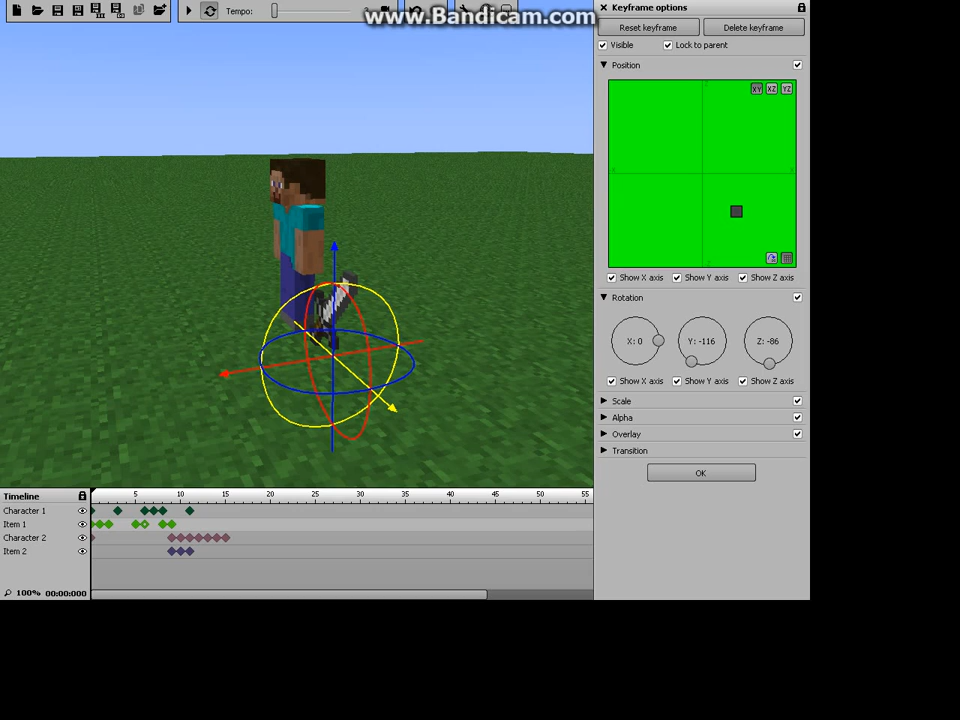 Tempo:
www.Bandicam.com
Keyframe options
Reset keyframe
Delete keyframe
Visible
Lock to parent
Position
XY
XZ
YZ
Show X axis
Show Y axis
Show Z axis
Rotation
X: 0
Y: -116
Z: -86
Show X axis
Show Y axis
Show Z axis
Scale
Alpha
Overlay
Transition
OK
Timeline
5 10 15 20 25 30 35 40 45 50 55
Character 1
Item 1
Character 2
Item 2
100% 00:00:000